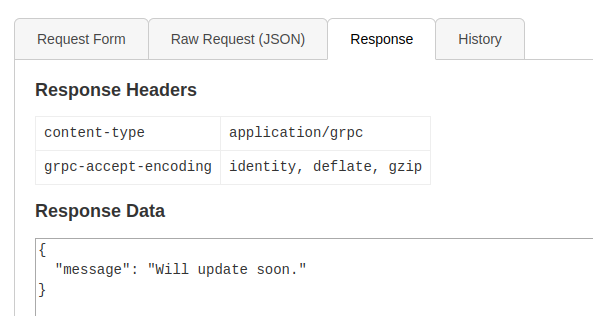 Request Form Raw Request (JSON) Response History
Response Headers
content-type application/grpc
grpc-accept-encoding identity, deflate, gzip
Response Data
{
"message": "Will update soon."
}